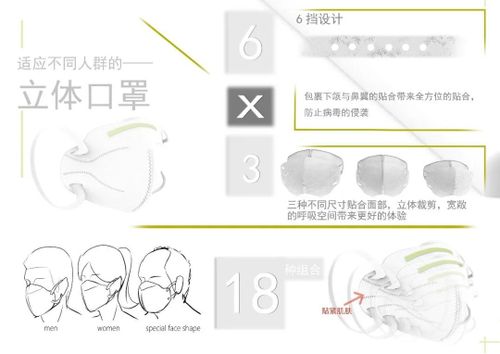 适应不同人群的——
立体口罩
6
6 挡设计
X
包裹下颌与鼻翼的贴合带来全方位的贴合,
防止病毒的侵袭
3
三种不同尺寸贴合面部，立体裁剪，宽敞
的呼吸空间带来更好的体验
men
women
special face shape
18
种组合
贴紧肌肤